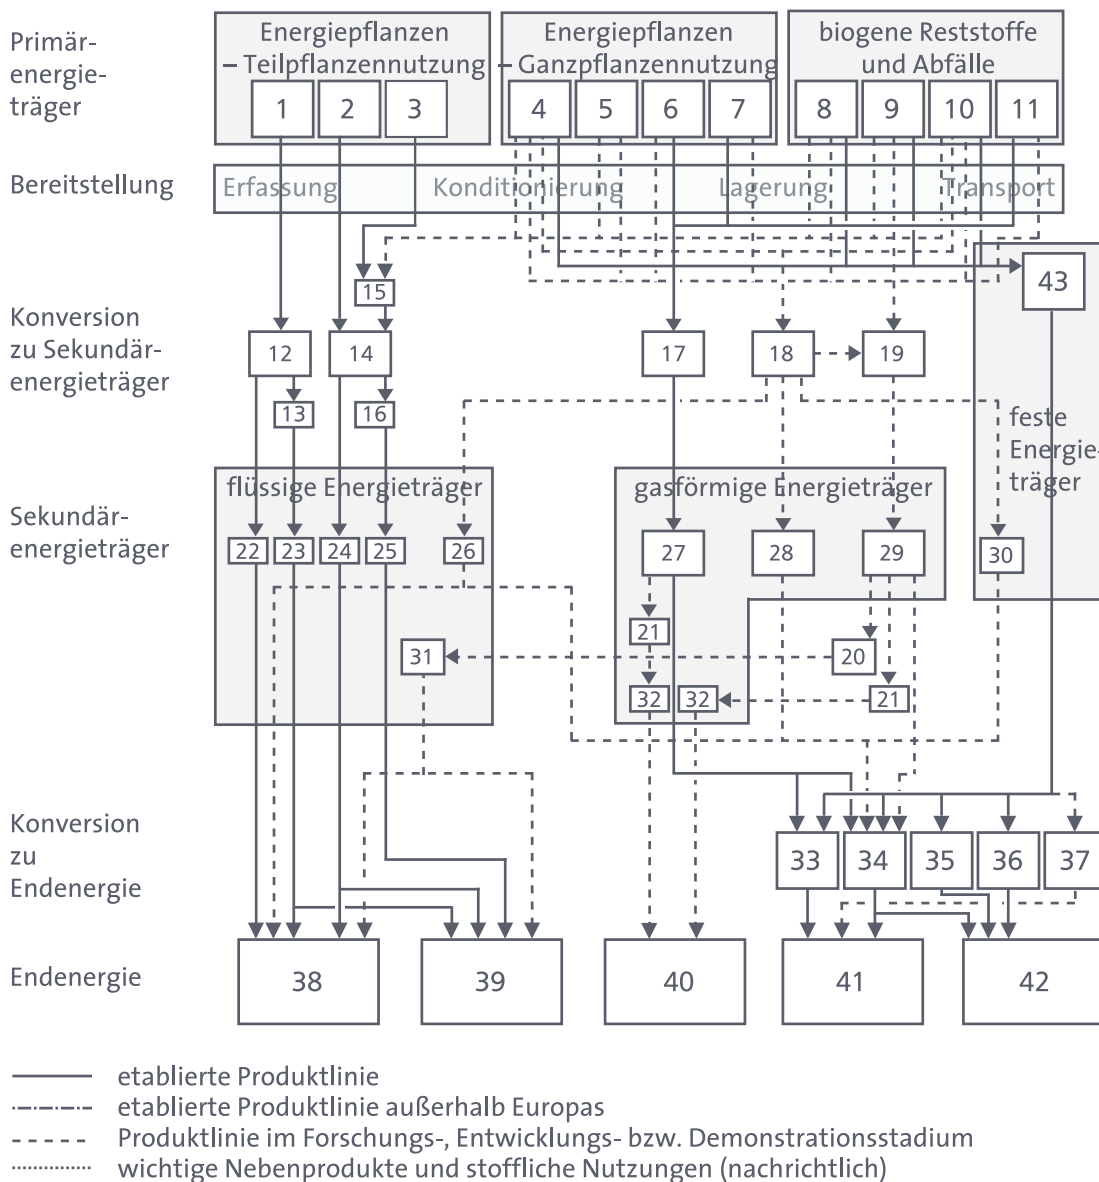 Primär-
energie-
träger
Energiepflanzen
– Teilpflanzennutzung
Energiepflanzen
– Ganzpflanzennutzung
biogene Reststoffe
und Abfälle
1 2 3 4 5 6 7 8 9 10 11
Bereitstellung
Erfassung Konditionierung Lagerung Transport
43
15
Konversion
zu Sekundär-
energieträger
12 14 17 18 19
13 16
feste
Energie-
träger
flüssige Energieträger
gasförmige Energieträger
Sekundär-
energieträger
22 23 24 25 26 27 28 29 30
21
31 20
32 32 21
Konversion
zu
Endenergie
33 34 35 36 37
Endenergie
38 39 40 41 42
etablierte Produktlinie
etablierte Produktlinie außerhalb Europas
Produktlinie im Forschungs-, Entwicklungs- bzw. Demonstrationsstadium
wichtige Nebenprodukte und stoffliche Nutzungen (nachrichtlich)